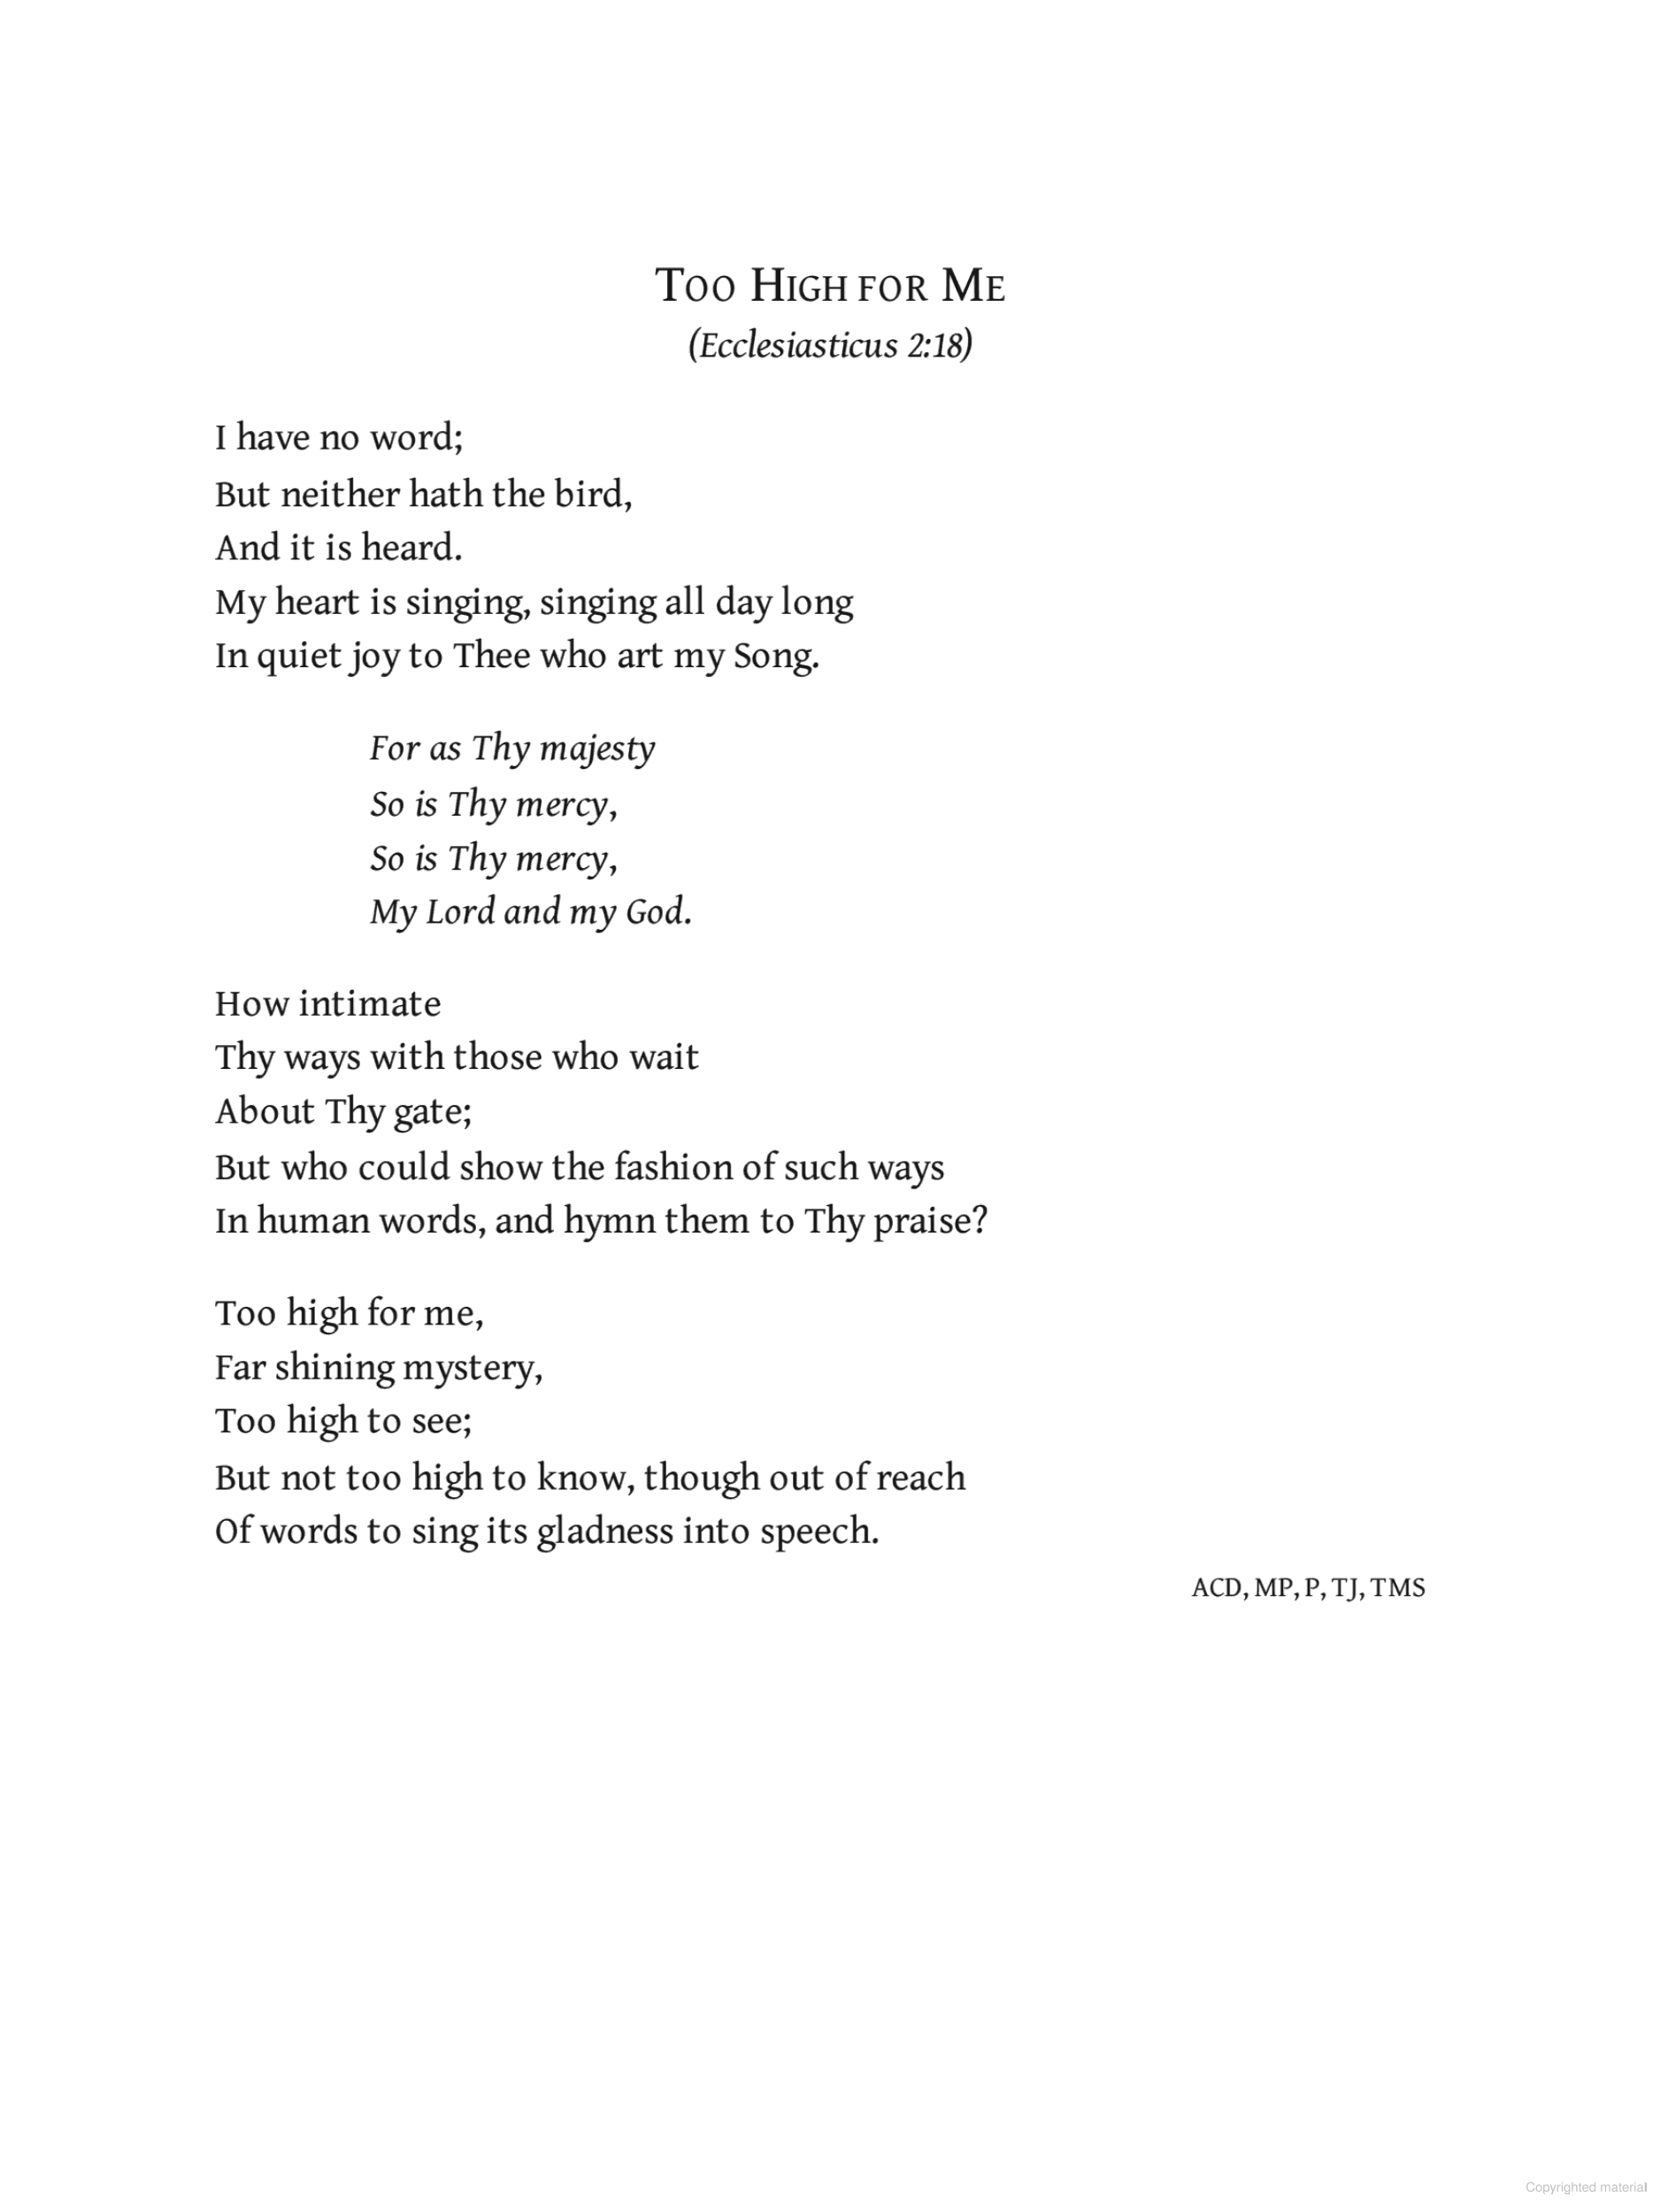 Too High for Me
(Ecclesiasticus 2:18)
I have no word;
But neither hath the bird,
And it is heard.
My heart is singing, singing all day long
In quiet joy to Thee who art my Song.
For as Thy majesty
So is Thy mercy,
So is Thy mercy,
My Lord and my God.
How intimate
Thy ways with those who wait
About Thy gate;
But who could show the fashion of such ways
In human words, and hymn them to Thy praise?
Too high for me,
Far shining mystery,
Too high to see;
But not too high to know, though out of reach
Of words to sing its gladness into speech.
ACD, MP, P, TJ, TMS
Copyrighted material